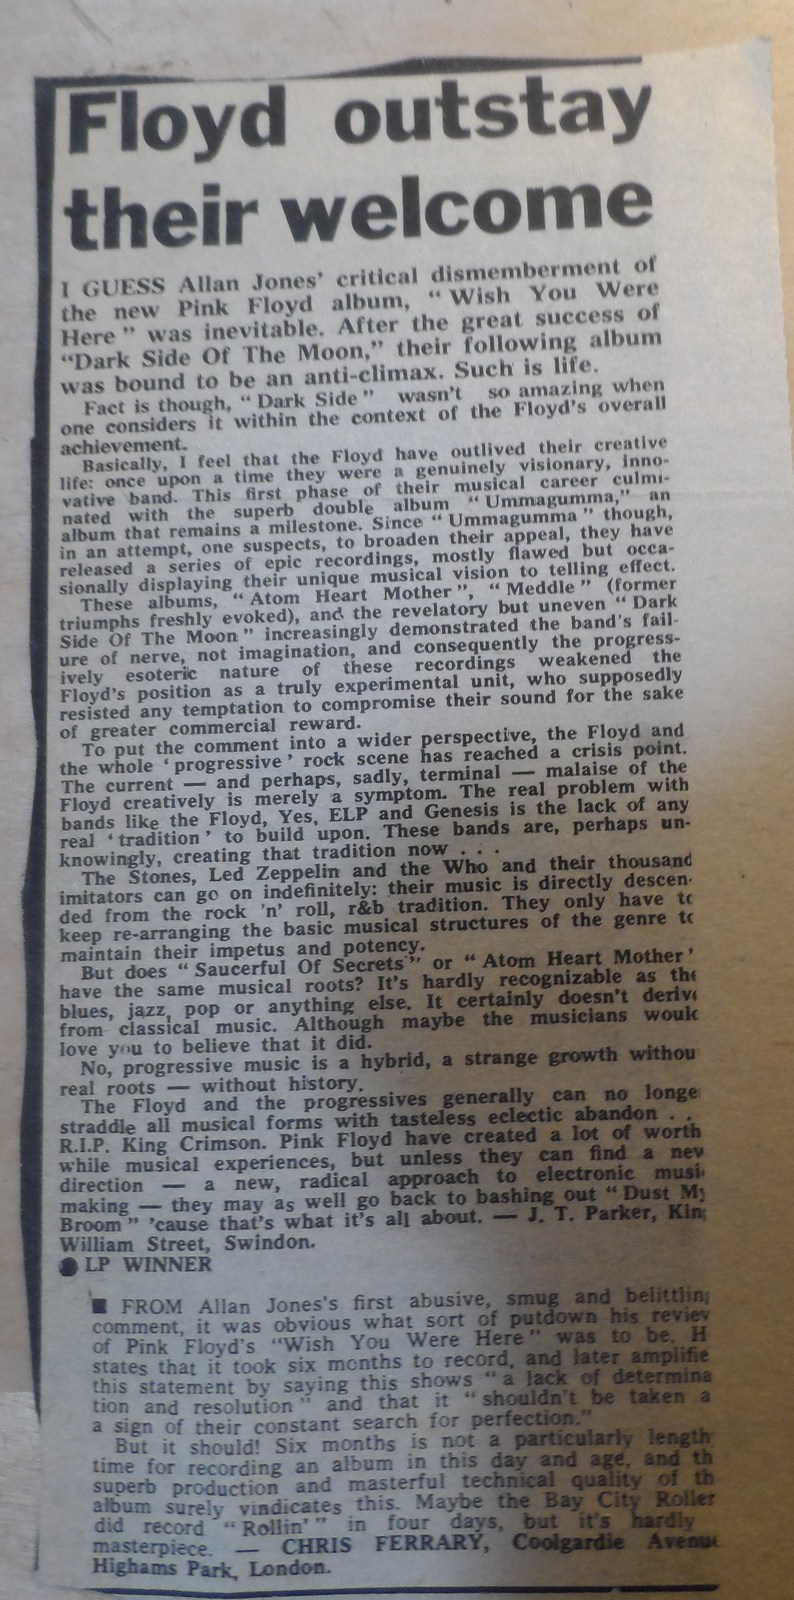 Floyd outstay
their welcome
I GUESS Allan Jones' critical dismemberment of
the new Pink Floyd album, "Wish You Were
Here" was inevitable. After the great success of
"Dark Side Of The Moon," their following album
was bound to be an anti-climax. Such is life.
Fact is though, "Dark Side" wasn't so amazing when
one considers it within the context of the Floyd's overall
achievement.
Basically, I feel that the Floyd have outlived their creative
life: once upon a time they were a genuinely visionary, inno-
vative band. This first phase of their musical career culmi-
nated with the superb double album "Ummagumma," an
album that remains a milestone. Since "Ummagumma" though,
in an attempt, one suspects, to broaden their appeal, they have
released a series of epic recordings, mostly flawed but occa-
sionally displaying their unique musical vision to telling effect.
These albums, "Atom Heart Mother", "Meddle" (former
triumphs freshly evoked), and the revelatory but uneven "Dark
Side Of The Moon" increasingly demonstrated the band's fail-
ure of nerve, not imagination, and consequently the progress-
ively esoteric nature of these recordings weakened the
Floyd's position as a truly experimental unit, who supposedly
resisted any temptation to compromise their sound for the sake
of greater commercial reward.
To put the comment into a wider perspective, the Floyd and
the whole 'progressive' rock scene has reached a crisis point.
The current — and perhaps, sadly, terminal — malaise of the
Floyd creatively is merely a symptom. The real problem with
bands like the Floyd, Yes, ELP and Genesis is the lack of any
real 'tradition' to build upon. These bands are, perhaps un-
knowingly, creating that tradition now . . .
The Stones, Led Zeppelin and the Who and their thousand
imitators can go on indefinitely: their music is directly descen-
ded from the rock 'n' roll, r&b tradition. They only have to
keep re-arranging the basic musical structures of the genre to
maintain their impetus and potency.
But does "Saucerful Of Secrets" or "Atom Heart Mother'
have the same musical roots? It's hardly recognizable as the
blues, jazz, pop or anything else. It certainly doesn't derive
from classical music. Although maybe the musicians would
love you to believe that it did.
No, progressive music is a hybrid, a strange growth withou
real roots — without history.
The Floyd and the progressives generally can no longe
straddle all musical forms with tasteless eclectic abandon . .
R.I.P. King Crimson. Pink Floyd have created a lot of worth
while musical experiences, but unless they can find a new
direction — a new, radical approach to electronic musi
making — they may as well go back to bashing out "Dust My
Broom" 'cause that's what it's all about. — J. T. Parker, King
William Street, Swindon.
● LP WINNER
■ FROM Allan Jones's first abusive, smug and belittling
comment, it was obvious what sort of putdown his review
of Pink Floyd's "Wish You Were Here" was to be. H
states that it took six months to record, and later amplifie
this statement by saying this shows "a lack of determina
tion and resolution" and that it "shouldn't be taken a
a sign of their constant search for perfection."
But it should! Six months is not a particularly length
time for recording an album in this day and age, and th
superb production and masterful technical quality of th
album surely vindicates this. Maybe the Bay City Roller
did record "Rollin'" in four days, but it's hardly
masterpiece. — CHRIS FERRARY, Coolgardie Avenue
Highams Park, London.